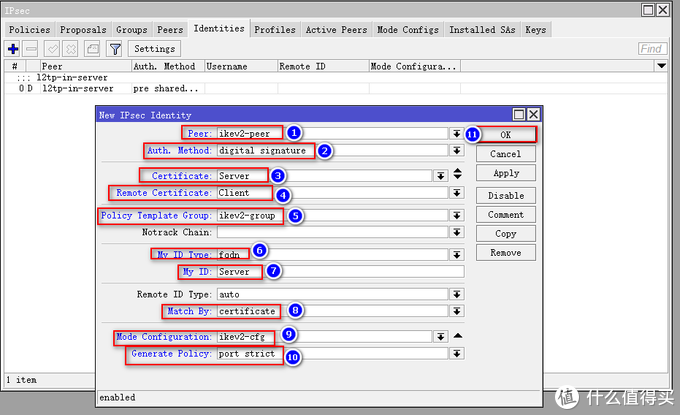 IPsec
Policies Proposals Groups Peers Identities Profiles Active Peers Mode Configs Installed SAs Keys
Settings Find
# Peer Auth. Method Username Remote ID Mode Configura...
;;; l2tp-in-server
0 D l2tp-in-server pre shared...
New IPsec Identity
Peer: ikev2-peer 1 11 OK
Auth. Method: digital signature 2 Cancel
Certificate: Server 3 Apply
Remote Certificate: Client 4 Disable
Policy Template Group: ikev2-group 5 Comment
Notrack Chain: Copy
My ID Type: fqdn 6 Remove
My ID: Server 7
Remote ID Type: auto
Match By: certificate 8
Mode Configuration: ikev2-cfg 9
Generate Policy: port strict 10
1 item
enabled
值 什么值得买